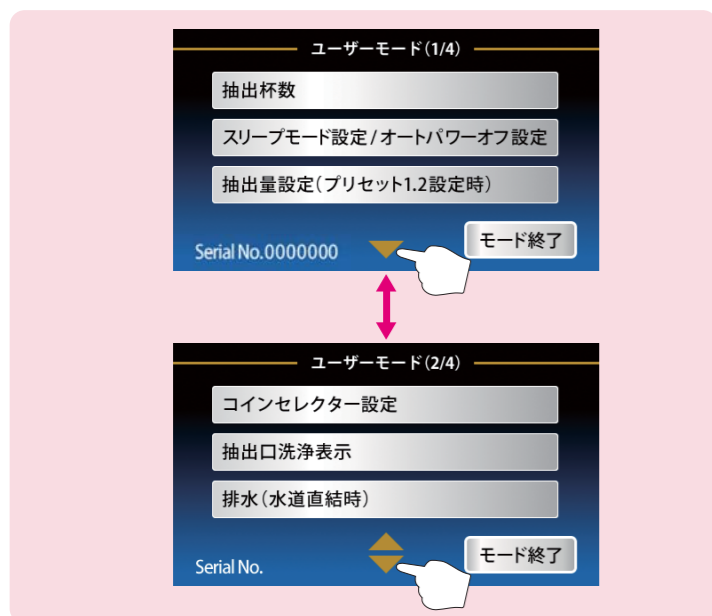 ユーザーモード(1/4)
抽出杯数
スリープモード設定/オートパワーオフ設定
抽出量設定(プリセット1.2設定時)
Serial No.0000000
モード終了
ユーザーモード(2/4)
コインセレクター設定
抽出口洗浄表示
排水(水道直結時)
Serial No.
モード終了